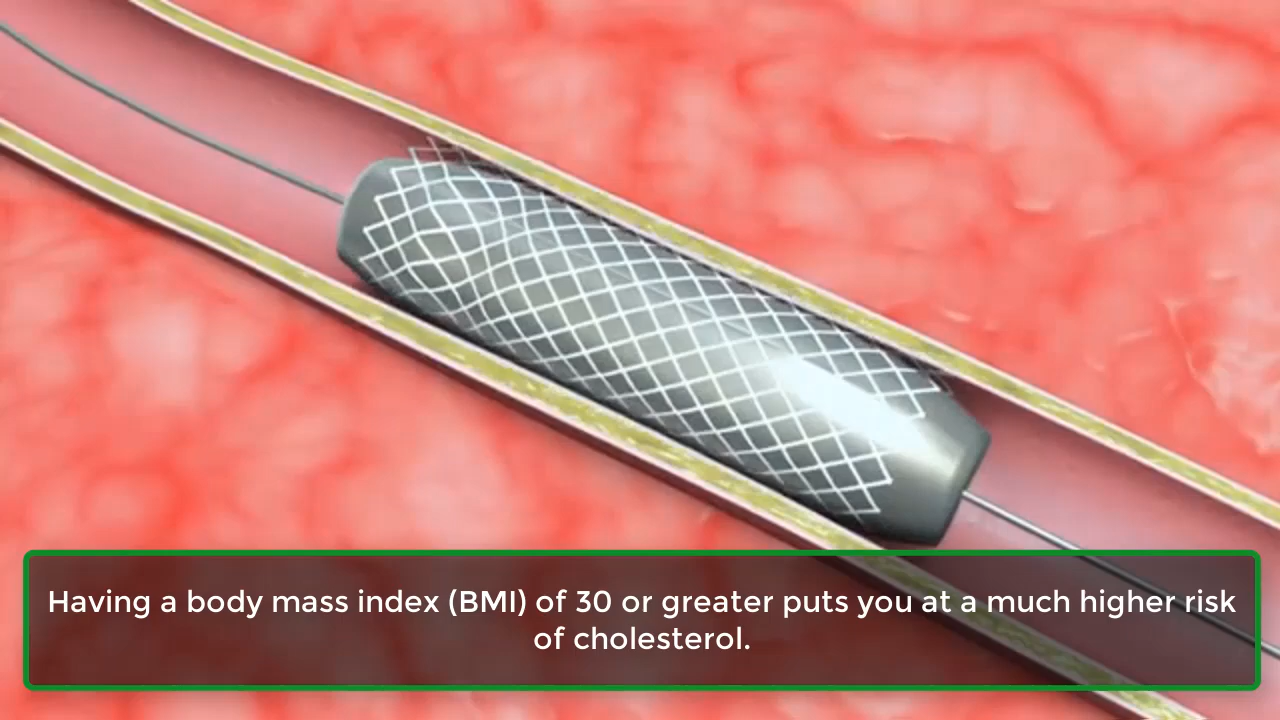 Having a body mass index (BMI) of 30 or greater puts you at a much higher risk
of cholesterol.